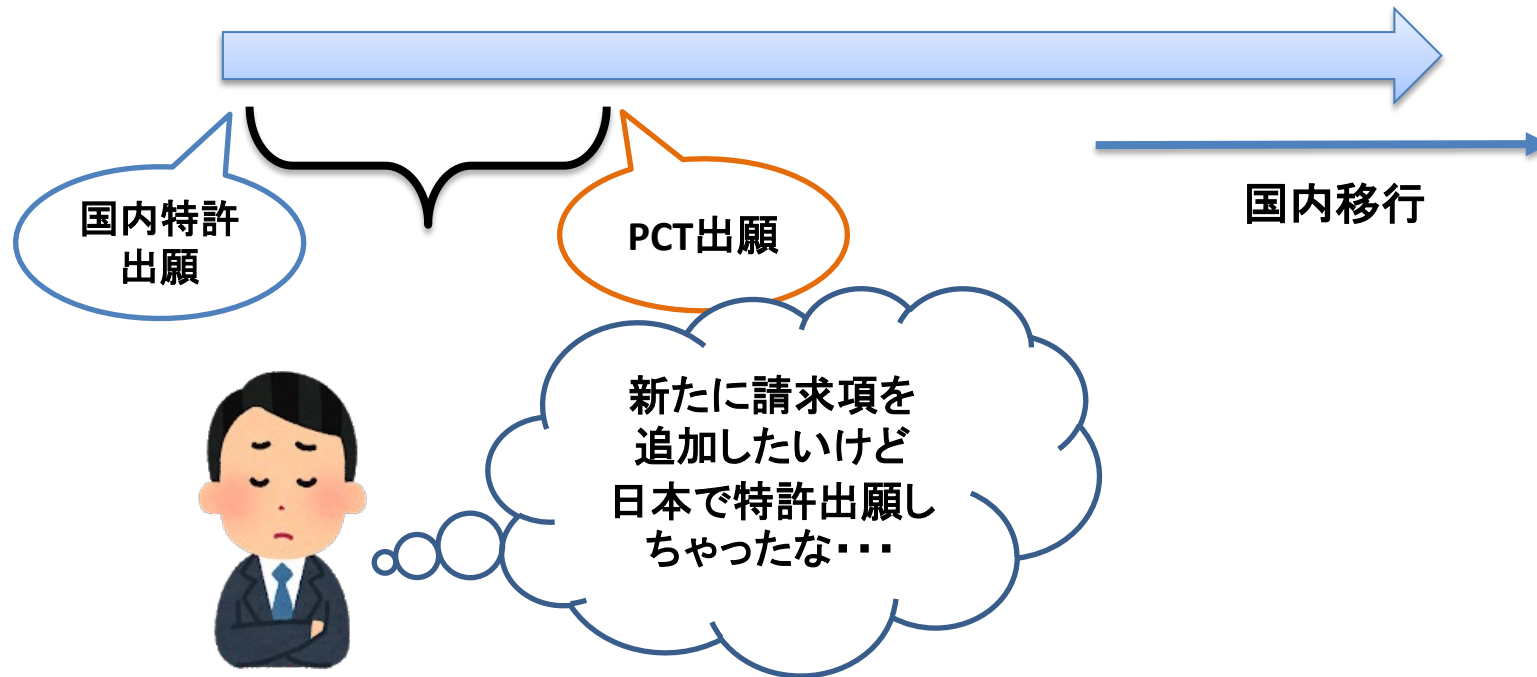 国内特許
出願
PCT出願
国内移行
新たに請求項を
追加したいけど
日本で特許出願し
ちゃったな・・・